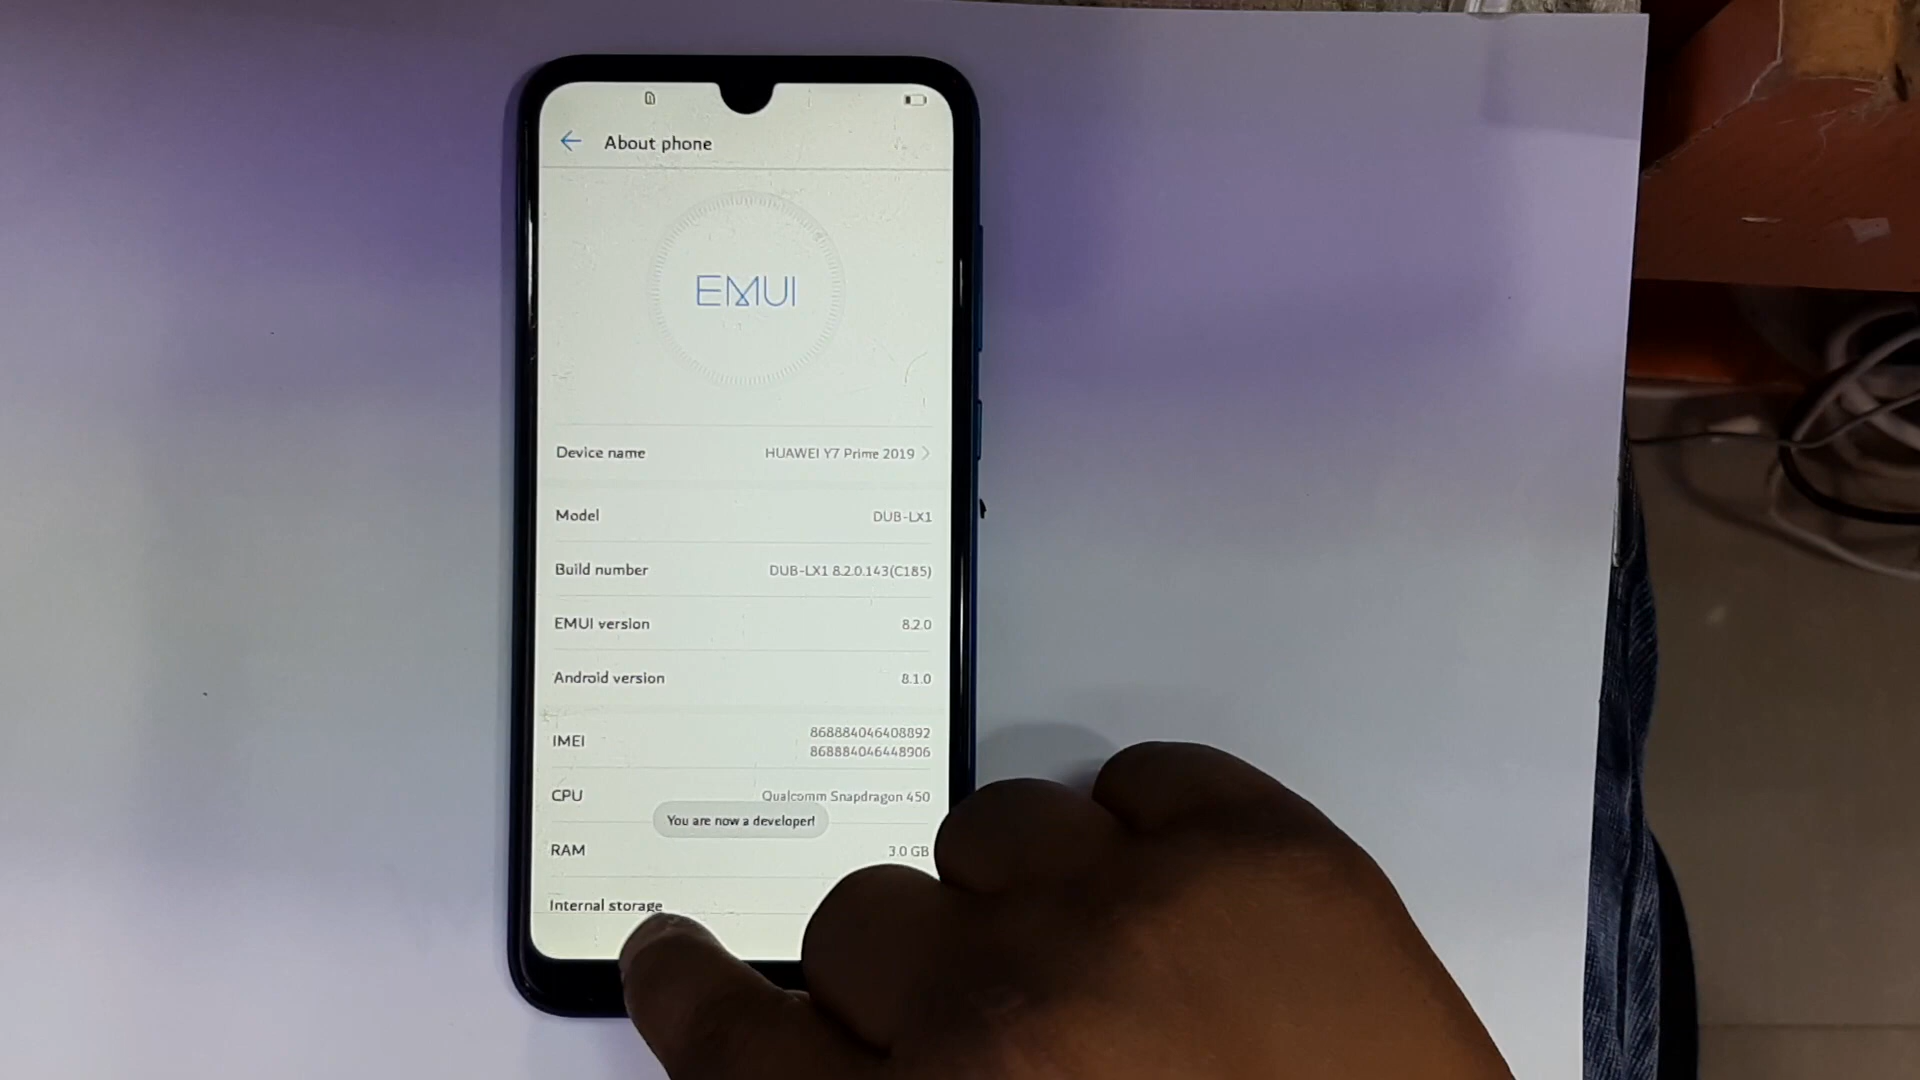 About phone
EMUI
Device name HUAWEI Y7 Prime 2019
Model DUB-LX1
Build number DUB-LX1 8.2.0.143(C185)
EMUI version 8.2.0
Android version 8.1.0
IMEI 868884046408892
868884046448906
CPU Qualcomm Snapdragon 450
You are now a developer!
RAM 3.0 GB
Internal storage